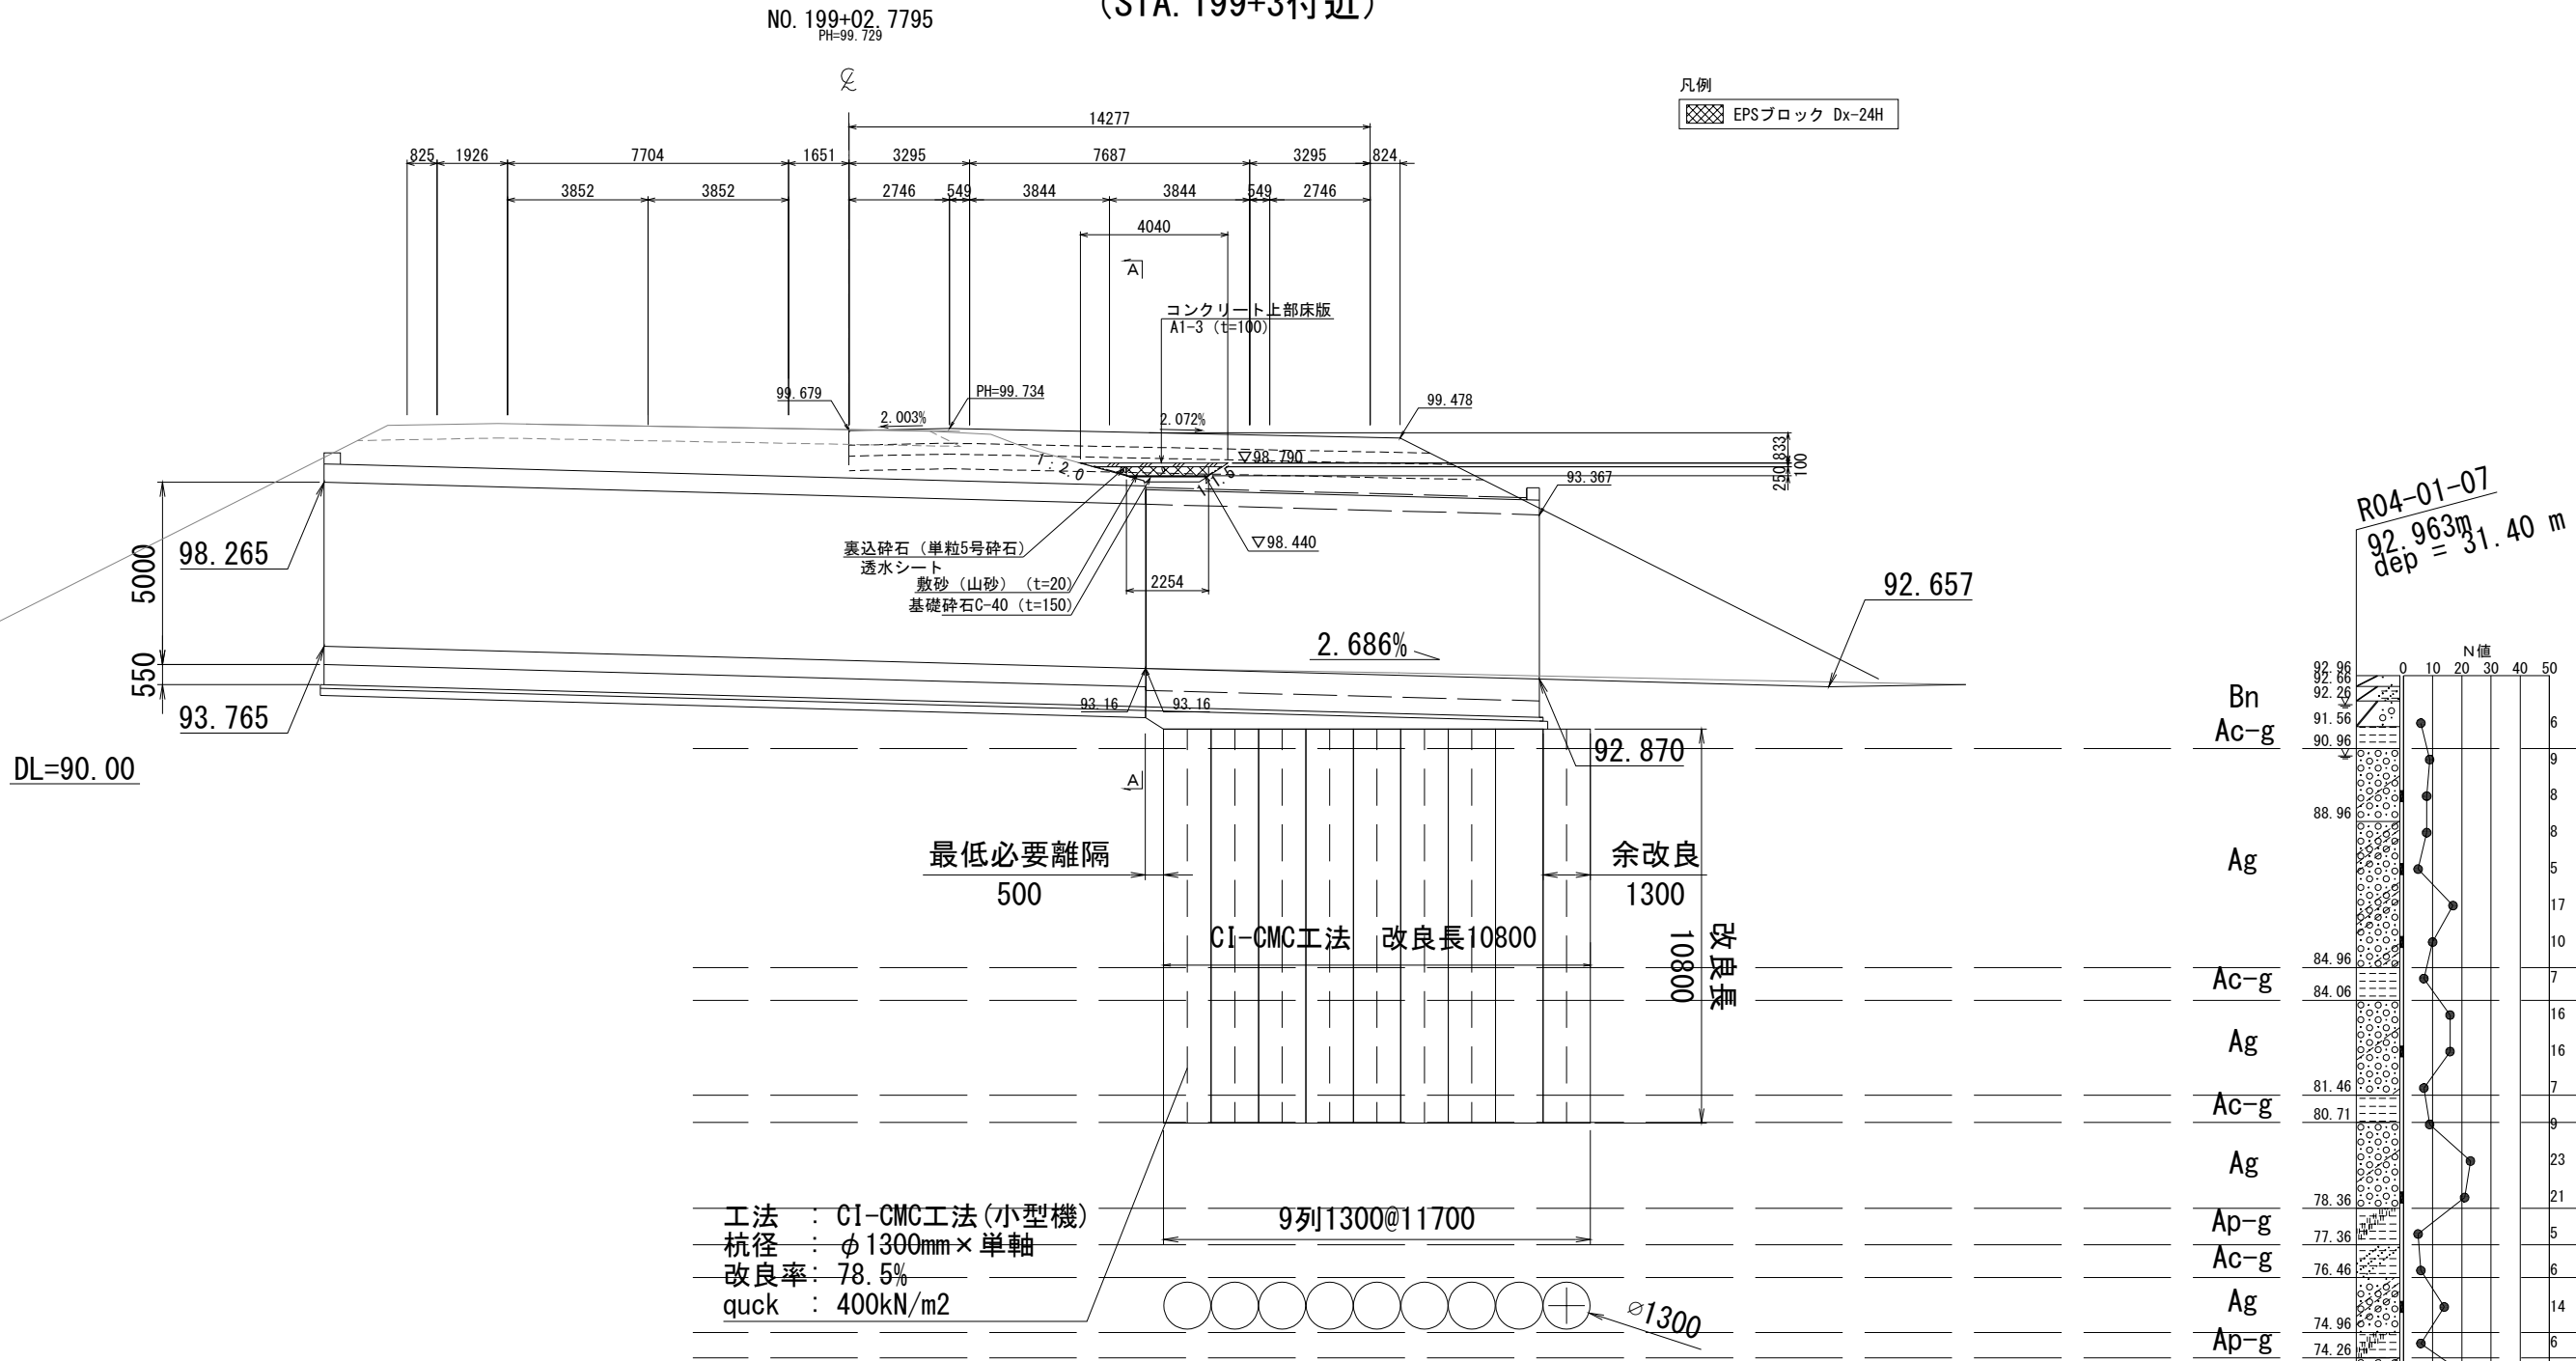 (STA. 199+3付近)
NO. 199+02. 7795
PH=99. 729
凡例
EPSブロック Dx-24H
14277
825 1926 7704 1651 3295 7687 3295 824
3852 3852 2746 549 3844 3844 549 2746
4040
A
コンクリート上部床版
A1-3 (t=100)
99. 679
PH=99. 734
99. 478
2. 003%
2. 072%
▽98. 790
1:2.0
833
100
250
93. 367
98. 265
5000
550
93. 765
裏込砕石（単粒5号砕石）
透水シート
敷砂（山砂）（t=20）
基礎砕石C-40（t=150）
▽98. 440
2254
92. 657
2. 686%
93. 16
93. 16
92. 870
DL=90. 00
A
最低必要離隔
500
余改良
1300
CI-CMC工法 改良長10800
改良長
10800
9列1300@11700
工法 : CI-CMC工法(小型機)
杭径 : φ1300mm×単軸
改良率: 78. 5%
quck : 400kN/m2
∅1300
R04-01-07
92. 963m
dep = 31. 40 m
N値
0 10 20 30 40 50
92. 96
92. 66
92. 26
91. 56
90. 96
88. 96
84. 96
84. 06
81. 46
80. 71
78. 36
77. 36
76. 46
74. 96
74. 26
Bn
Ac-g
Ag
Ac-g
Ag
Ac-g
Ag
Ap-g
Ac-g
Ag
Ap-g
6
9
8
8
5
17
10
7
16
16
7
9
23
21
5
6
14
6